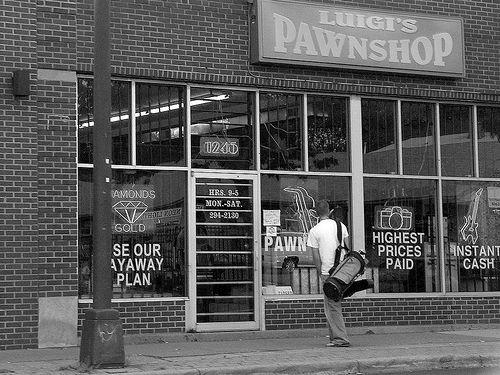 LUIGI'S
PAWNSHOP
1245
HRS. 9-5
MON.-SAT.
294-2130
AMONDS
GOLD
SE OUR
AYAWAY
PLAN
PAWN
HIGHEST
PRICES
PAID
INSTANT
CASH